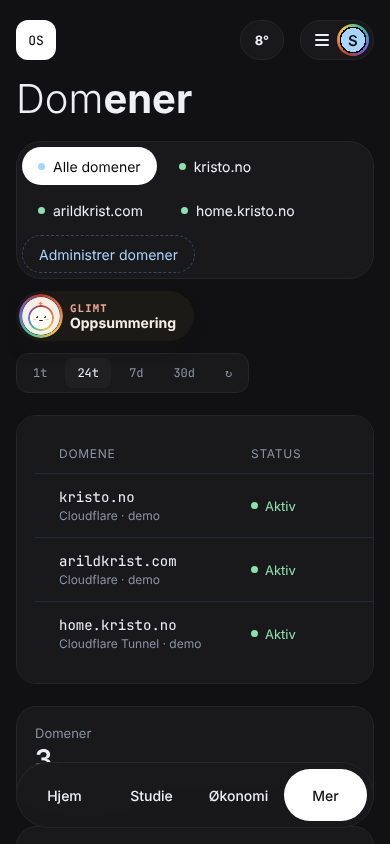 OS
8°
S
Domener
Alle domener
kristo.no
arildkrist.com
home.kristo.no
Administrer domener
GLIMT
Oppsummering
1t 24t 7d 30d ↻
DOMENE STATUS
kristo.no
Cloudflare · demo
Aktiv
arildkrist.com
Cloudflare · demo
Aktiv
home.kristo.no
Cloudflare Tunnel · demo
Aktiv
Domener
3
Hjem Studie Økonomi Mer